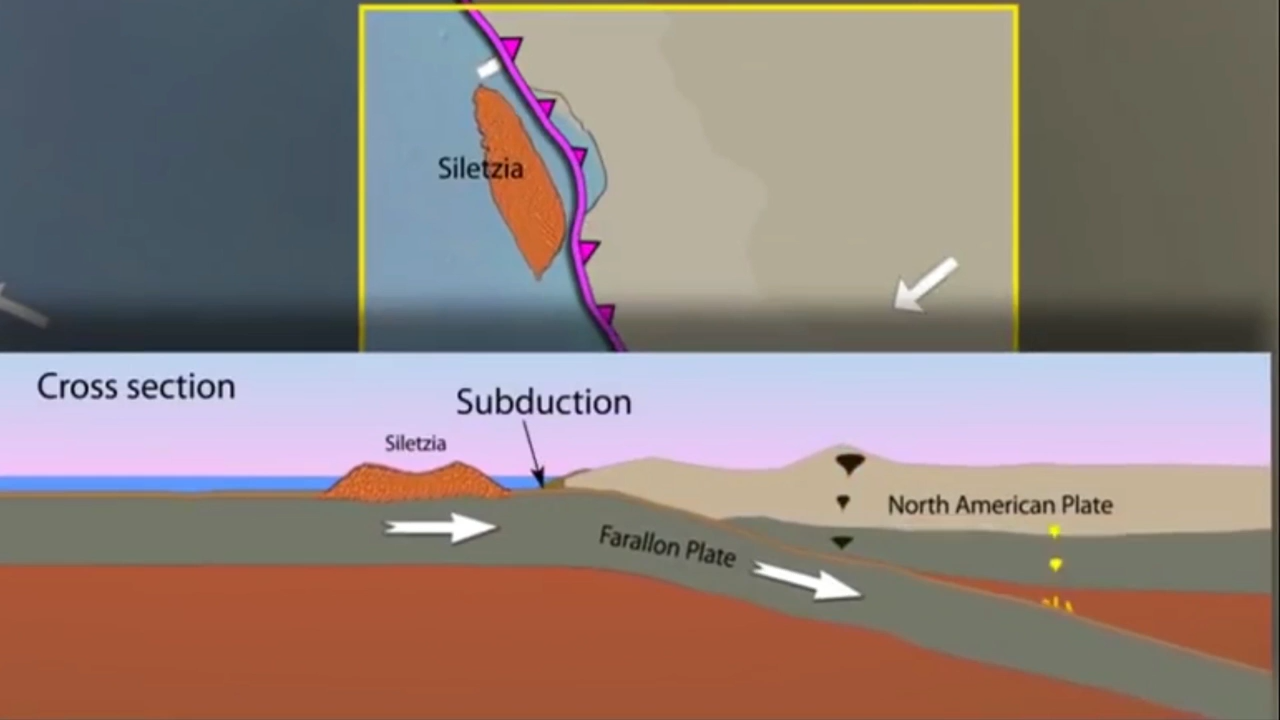 Siletzia
Cross section
Subduction
Siletzia
North American Plate
Farallon Plate